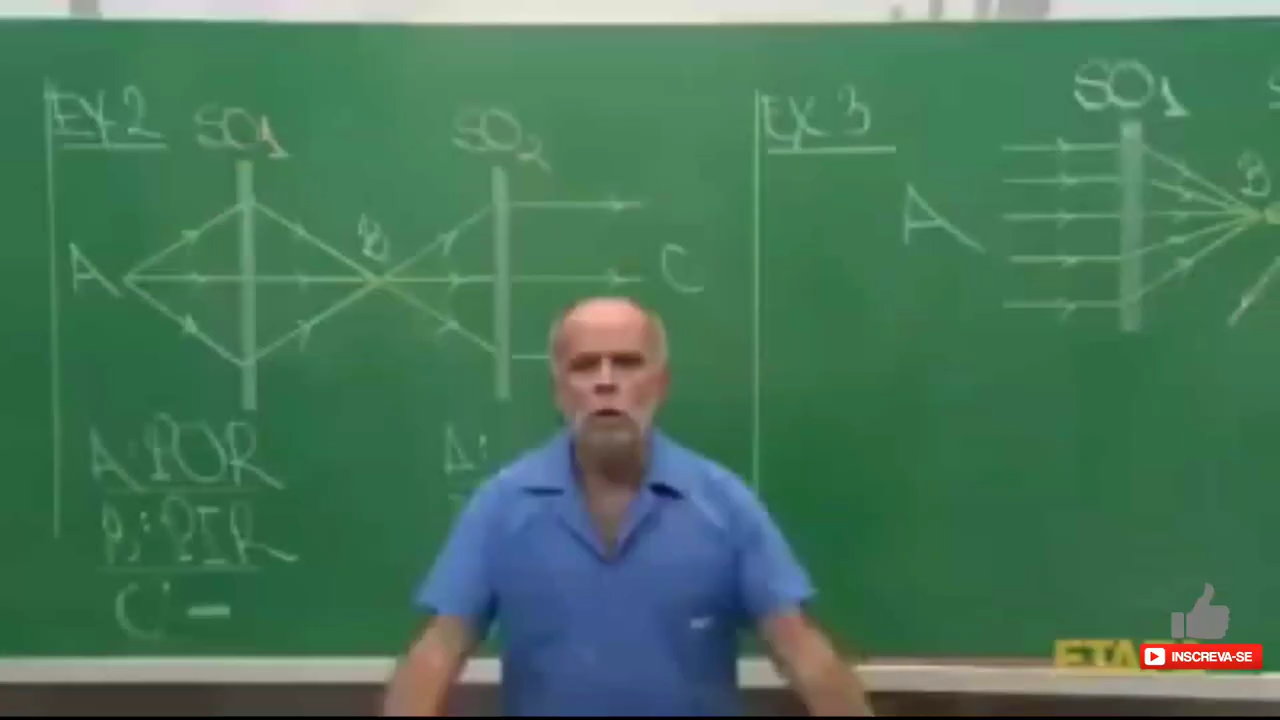 EX 2
SO1
SO2
A
B
C
A: POR
B: PIR
C: —
A:
EX 3
SO1
A
B
INSCREVA-SE